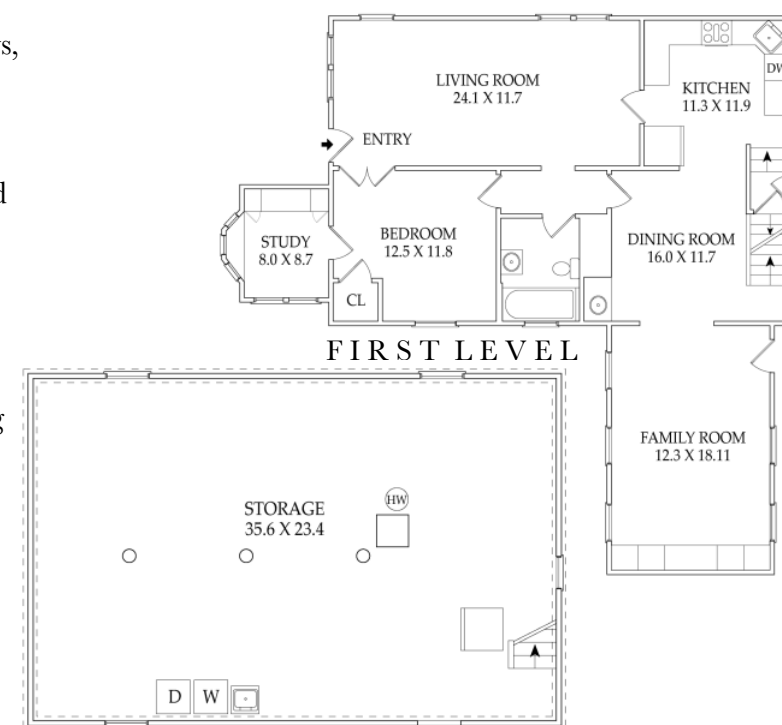 s,
d
g
LIVING ROOM
24.1 X 11.7
KITCHEN
11.3 X 11.9
DW
ENTRY
STUDY
8.0 X 8.7
BEDROOM
12.5 X 11.8
CL
DINING ROOM
16.0 X 11.7
FIRST LEVEL
FAMILY ROOM
12.3 X 18.11
STORAGE
35.6 X 23.4
HW
D
W